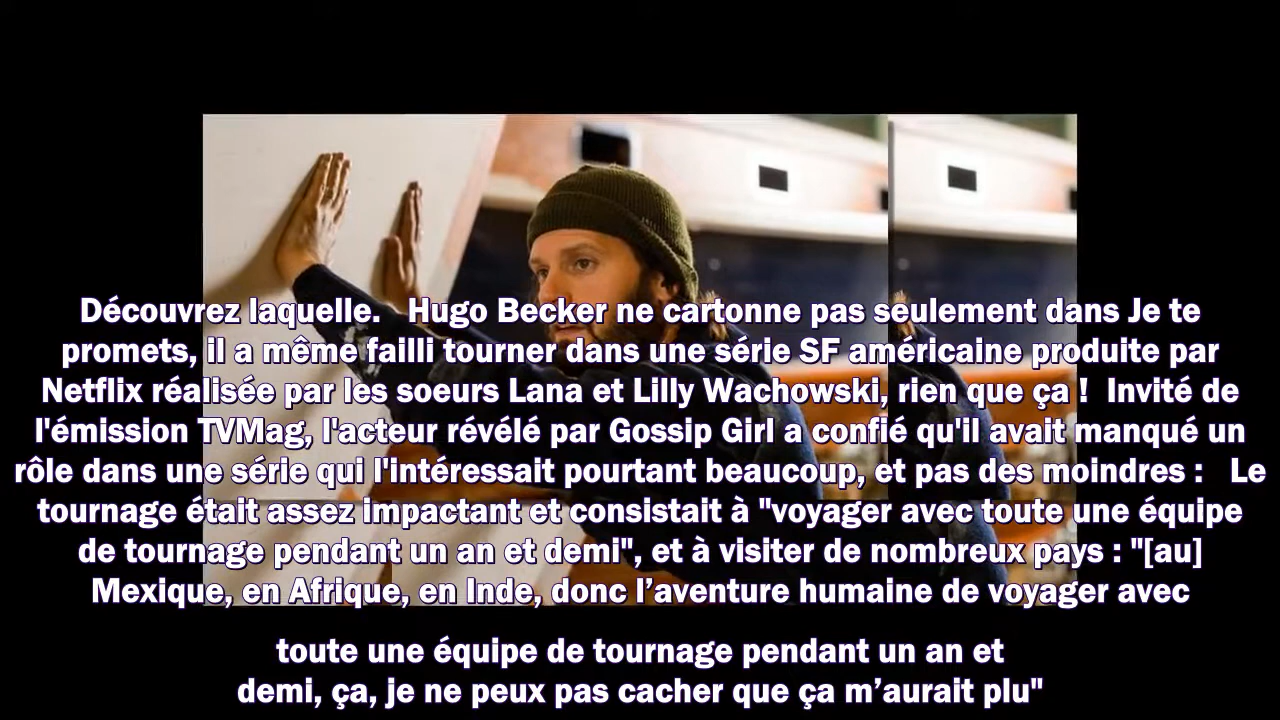 Découvrez laquelle.   Hugo Becker ne cartonne pas seulement dans Je te
promets, il a même failli tourner dans une série SF américaine produite par
Netflix réalisée par les soeurs Lana et Lilly Wachowski, rien que ça !  Invité de
l'émission TVMag, l'acteur révélé par Gossip Girl a confié qu'il avait manqué un
rôle dans une série qui l'intéressait pourtant beaucoup, et pas des moindres :   Le
tournage était assez impactant et consistait à "voyager avec toute une équipe
de tournage pendant un an et demi", et à visiter de nombreux pays : "[au]
Mexique, en Afrique, en Inde, donc l’aventure humaine de voyager avec
toute une équipe de tournage pendant un an et
demi, ça, je ne peux pas cacher que ça m’aurait plu"